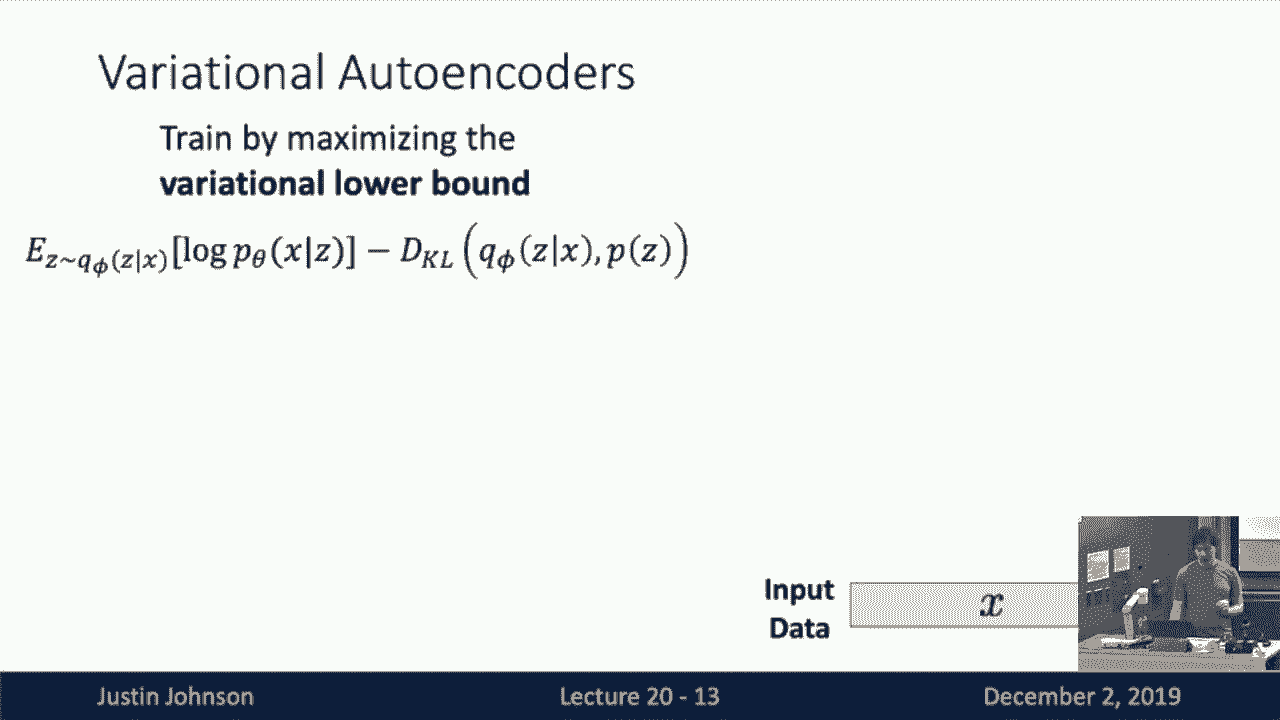 Variational Autoencoders
Train by maximizing the
variational lower bound
$E_{z\sim q_\phi(z|x)}[\log p_\theta(x|z)] - D_{KL}\left(q_\phi(z|x), p(z)\right)$
Input
Data
x
Justin Johnson
Lecture 20 - 13
December 2, 2019